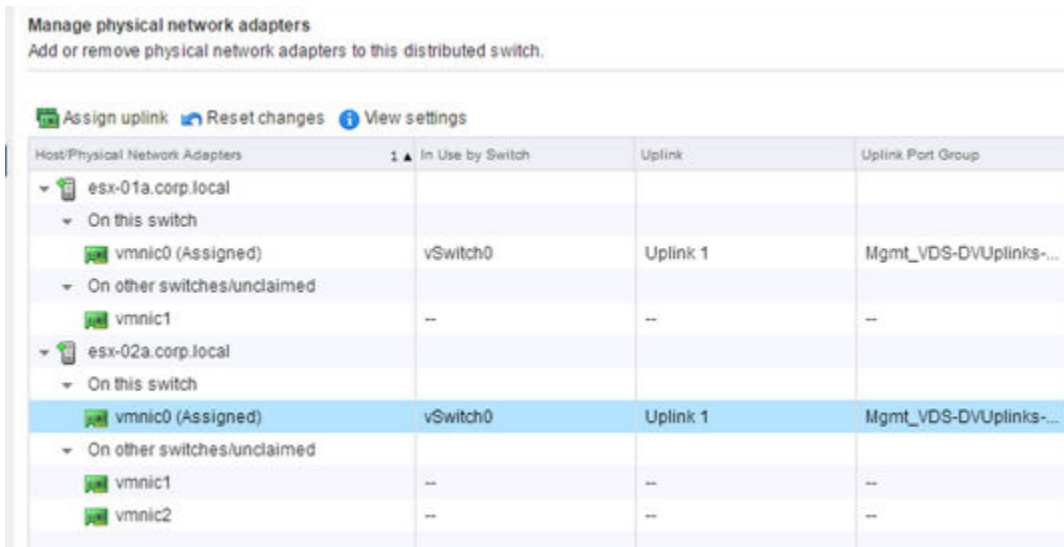 Manage physical network adapters
Add or remove physical network adapters to this distributed switch.
Assign uplink Reset changes View settings
Host/Physical Network Adapters 1 ▲ In Use by Switch Uplink Uplink Port Group
esx-01a.corp.local
On this switch
vmnic0 (Assigned) vSwitch0 Uplink 1 Mgmt_VDS-DVUplinks-...
On other switches/unclaimed
vmnic1 -- -- --
esx-02a.corp.local
On this switch
vmnic0 (Assigned) vSwitch0 Uplink 1 Mgmt_VDS-DVUplinks-...
On other switches/unclaimed
vmnic1 -- -- --
vmnic2 -- -- --